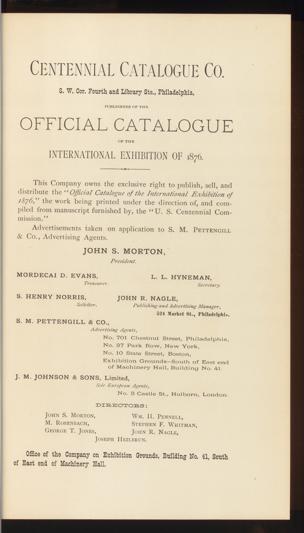 CENTENNIAL CATALOGUE CO.
S. W. Cor. Fourth and Library Sts., Philadelphia,
PUBLISHERS OF THE
OFFICIAL CATALOGUE
OF THE
INTERNATIONAL EXHIBITION OF 1876.
This Company owns the exclusive right to publish, sell, and
distribute the "Official Catalogue of the International Exhibition of
1876," the work being printed under the direction of, and com-
piled from manuscript furnished by, the "U. S. Centennial Com-
mission."
Advertisements taken on application to S. M. PETTENGILL
& CO., Advertising Agents.
JOHN S. MORTON,
President.
MORDECAI D. EVANS,
Treasurer.
L. L. HYNEMAN,
Secretary.
S. HENRY NORRIS,
Solicitor.
JOHN R. NAGLE,
Publishing and Advertising Manager,
524 Market St., Philadelphia.
S. M. PETTENGILL & CO.,
Advertising Agents,
No. 701 Chestnut Street, Philadelphia,
No. 37 Park Row, New York,
No. 10 State Street, Boston,
Exhibition Grounds—South of East end
of Machinery Hall, Building No. 41
J. M. JOHNSON & SONS, Limited,
Sole European Agents,
No. 3 Castle St., Holborn, London.
DIRECTORS:
JOHN S. MORTON,
M. ROSENBACH,
GEORGE T. JONES,
WM. H. PENNELL,
STEPHEN F. WHITMAN,
JOHN R. NAGLE,
JOSEPH HEILBRUN.
Office of the Company on Exhibition Grounds, Building No. 41, South
of East end of Machinery Hall.